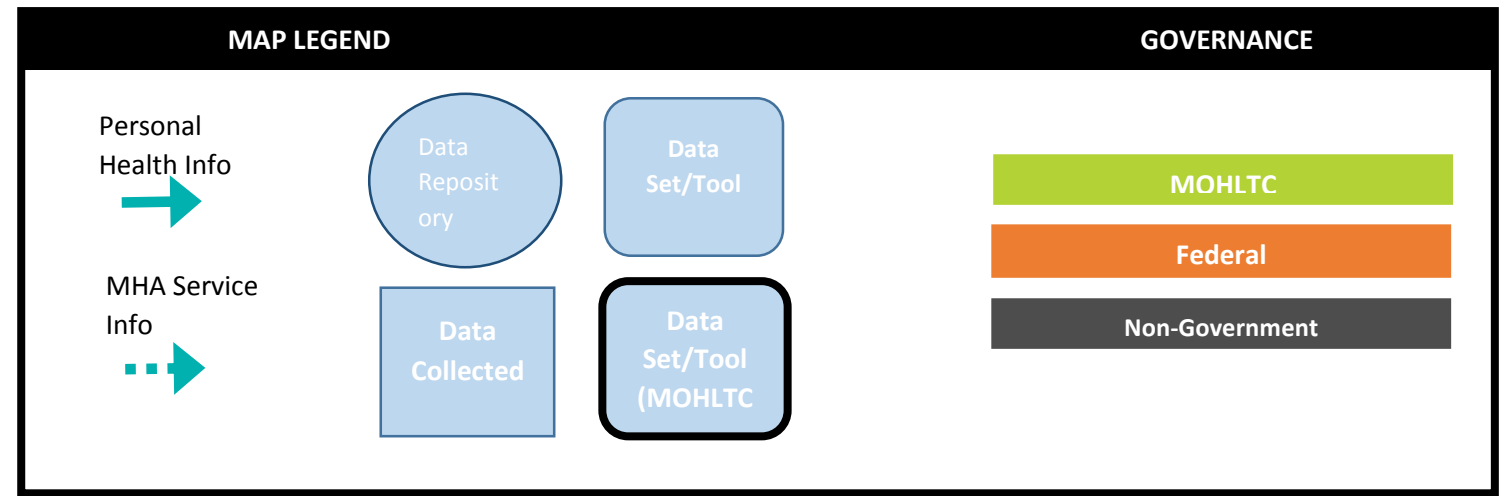 MAP LEGEND
GOVERNANCE
Personal
Health Info
Data
Reposit
ory
Data
Set/Tool
MHA Service
Info
Data
Collected
Data
Set/Tool
(MOHLTC
MOHLTC
Federal
Non-Government